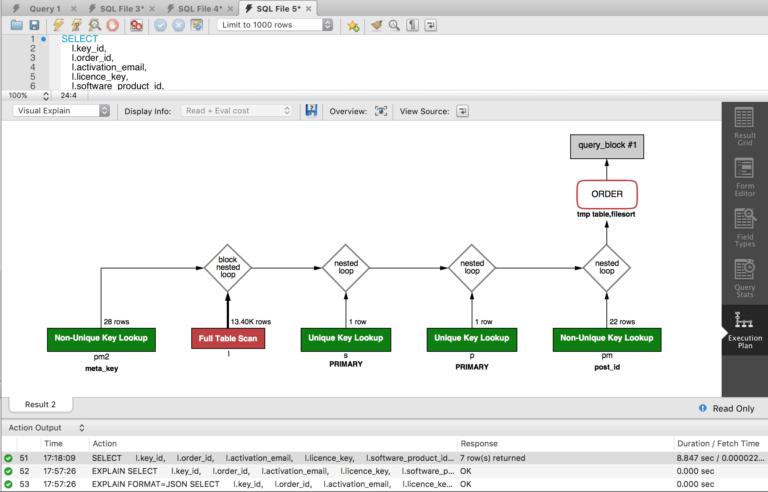 Query 1 SQL File 3* SQL File 4* SQL File 5*
Limit to 1000 rows
1 SELECT
2 l.key_id,
3 l.order_id,
4 l.activation_email,
5 l.licence_key,
6 l.software_product_id,
100% 24:4
Visual Explain Display Info: Read + Eval cost Overview: View Source:
query_block #1
ORDER
tmp table,filesort
block nested loop
nested loop
nested loop
nested loop
28 rows
13.40K rows
1 row
1 row
22 rows
Non-Unique Key Lookup
Full Table Scan
Unique Key Lookup
Unique Key Lookup
Non-Unique Key Lookup
pm2
l
s
p
pm
meta_key
PRIMARY
PRIMARY
post_id
Result Grid
Form Editor
Field Types
Query Stats
Execution Plan
Result 2
Read Only
Action Output
Time Action Response Duration / Fetch Time
51 17:18:09 SELECT l.key_id, l.order_id, l.activation_email, l.licence_key, l.software_product_id... 7 row(s) returned 8.847 sec / 0.000022...
52 17:57:26 EXPLAIN SELECT l.key_id, l.order_id, l.activation_email, l.licence_key, l.software_p... OK 0.000 sec
53 17:57:26 EXPLAIN FORMAT=JSON SELECT l.key_id, l.order_id, l.activation_email, l.licence_ke... OK 0.000 sec